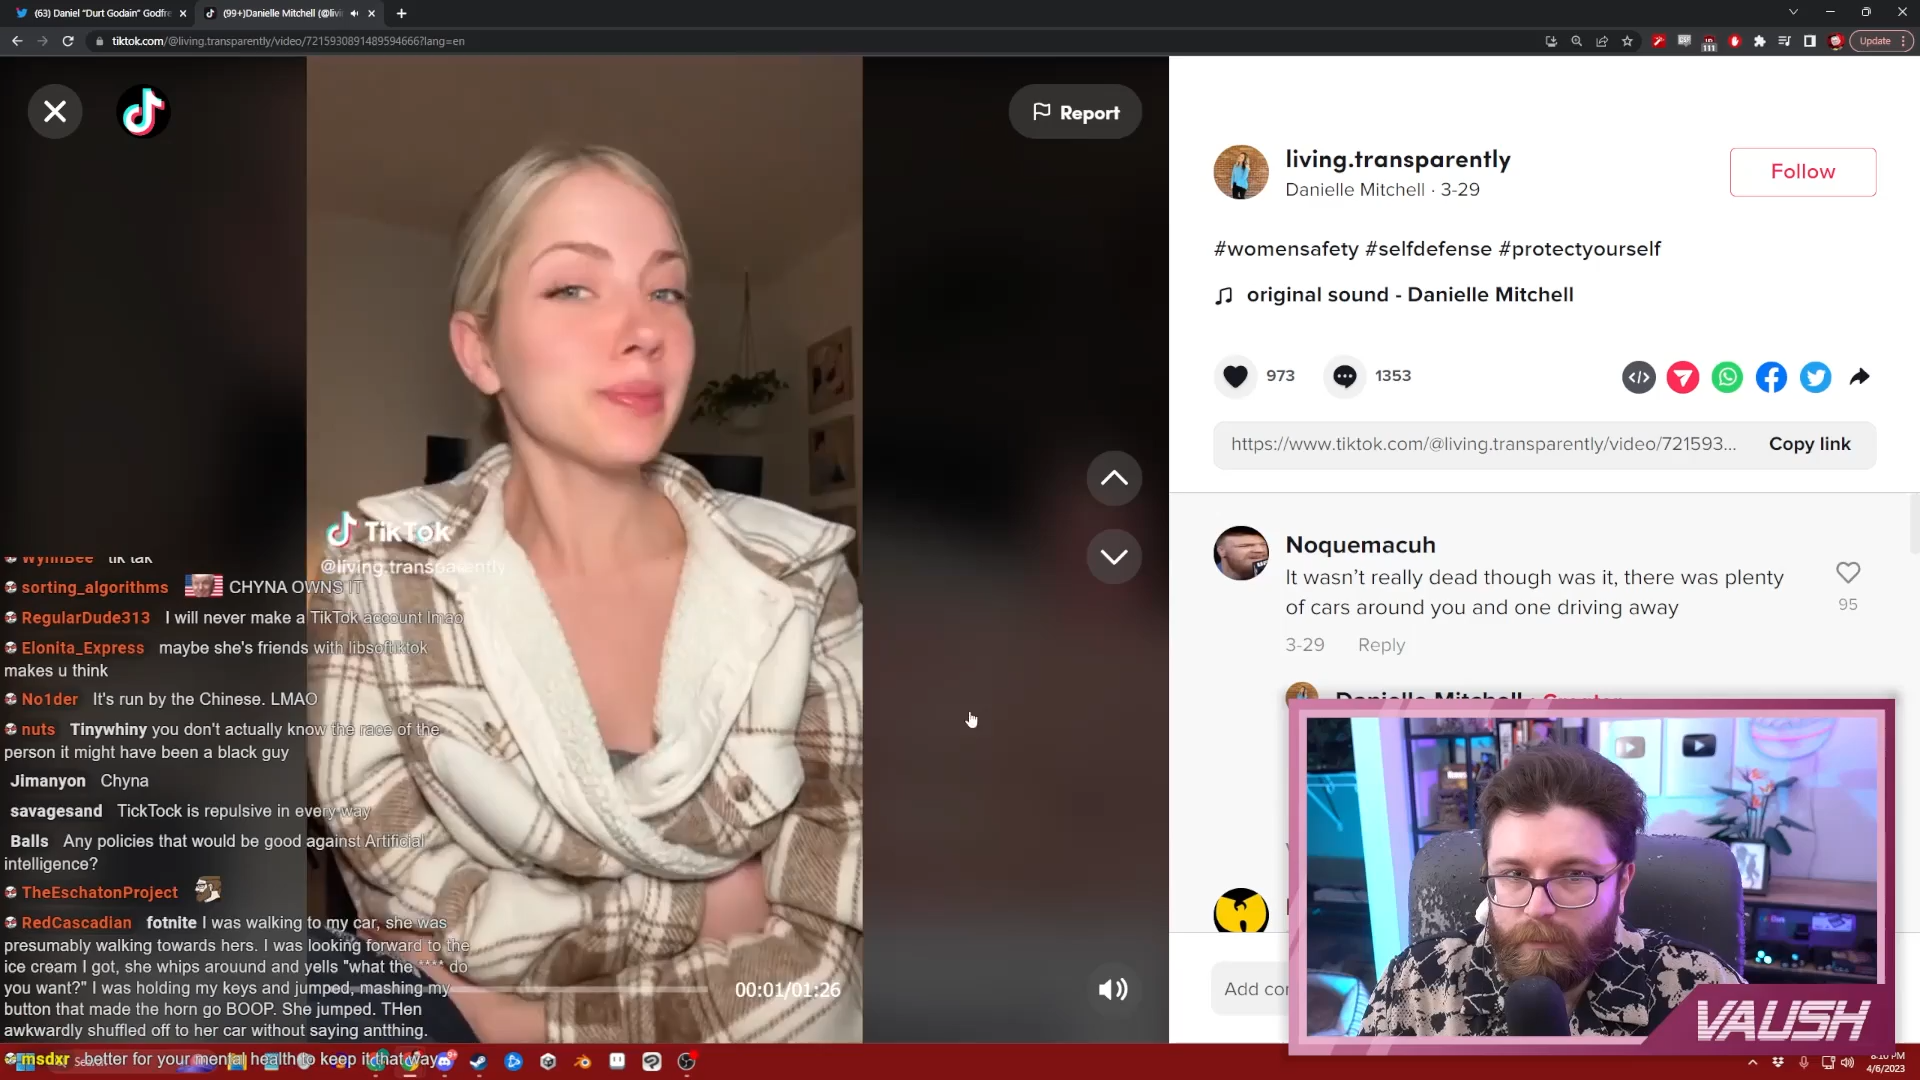 (63) Daniel "Durt Godain" Godfre
(99+)Danielle Mitchell (@livi
tiktok.com/@living.transparently/video/7215930891489594666?lang=en
Update
Report
living.transparently
Danielle Mitchell · 3-29
Follow
#womensafety #selfdefense #protectyourself
original sound - Danielle Mitchell
973
1353
https://www.tiktok.com/@living.transparently/video/721593...
Copy link
Noquemacuh
It wasn't really dead though was it, there was plenty
of cars around you and one driving away
95
3-29 Reply
Danielle Mitchell · Creator
Add co
TikTok
@living.transparently
WynnBee tik tak
sorting_algorithms CHYNA OWNS IT
RegularDude313 I will never make a TikTok account lmao
Elonita_Express maybe she's friends with libsoftiktok
makes u think
No1der It's run by the Chinese. LMAO
nuts Tinywhiny you don't actually know the race of the
person it might have been a black guy
Jimanyon Chyna
savagesand TickTock is repulsive in every way
Balls Any policies that would be good against Artificial
intelligence?
TheEschatonProject
RedCascadian fotnite I was walking to my car, she was
presumably walking towards hers. I was looking forward to the
ice cream I got, she whips arouund and yells "what the **** do
you want?" I was holding my keys and jumped, mashing my
button that made the horn go BOOP. She jumped. THen
awkwardly shuffled off to her car without saying antthing.
msdxr better for your mental health to keep it that way
00:01/01:26
VAUSH
8:10 PM
4/6/2023